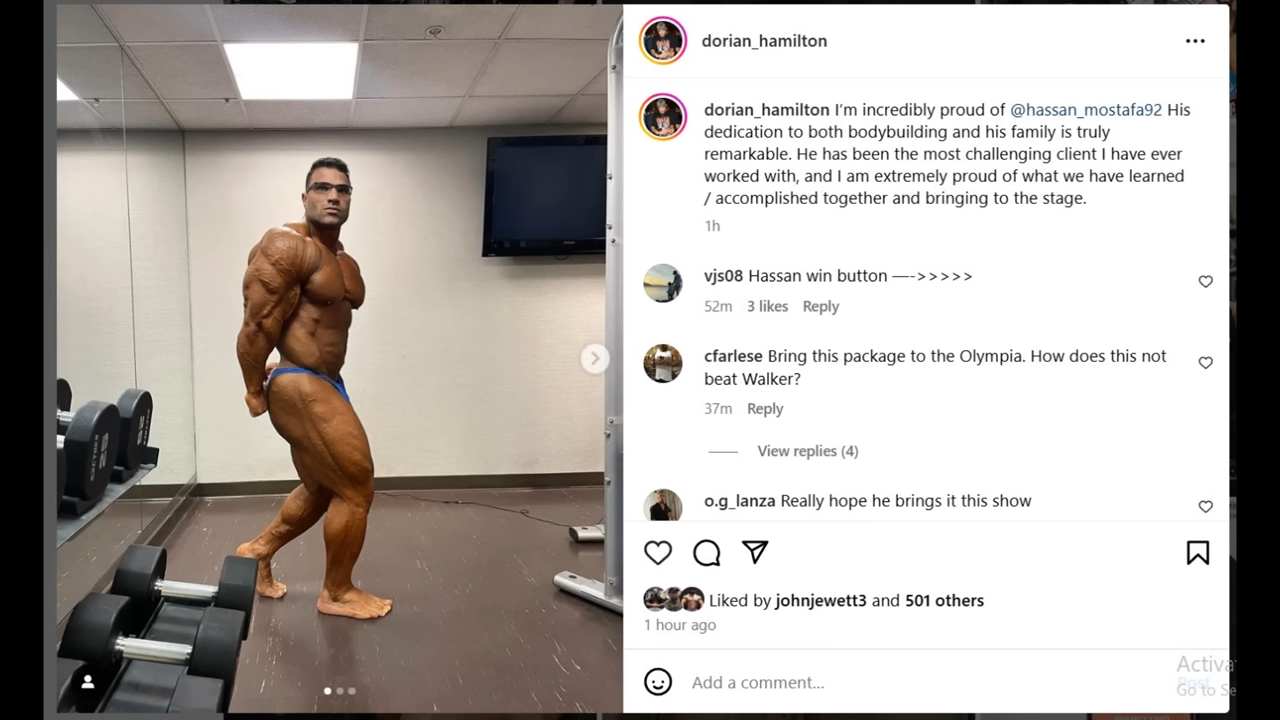 dorian_hamilton
dorian_hamilton I'm incredibly proud of @hassan_mostafa92 His
dedication to both bodybuilding and his family is truly
remarkable. He has been the most challenging client I have ever
worked with, and I am extremely proud of what we have learned
/ accomplished together and bringing to the stage.
1h
vjs08 Hassan win button —->>>>>
52m 3 likes Reply
cfarlese Bring this package to the Olympia. How does this not
beat Walker?
37m Reply
View replies (4)
o.g_lanza Really hope he brings it this show
Liked by johnjewett3 and 501 others
1 hour ago
Add a comment...
Post
Activa
Go to Se